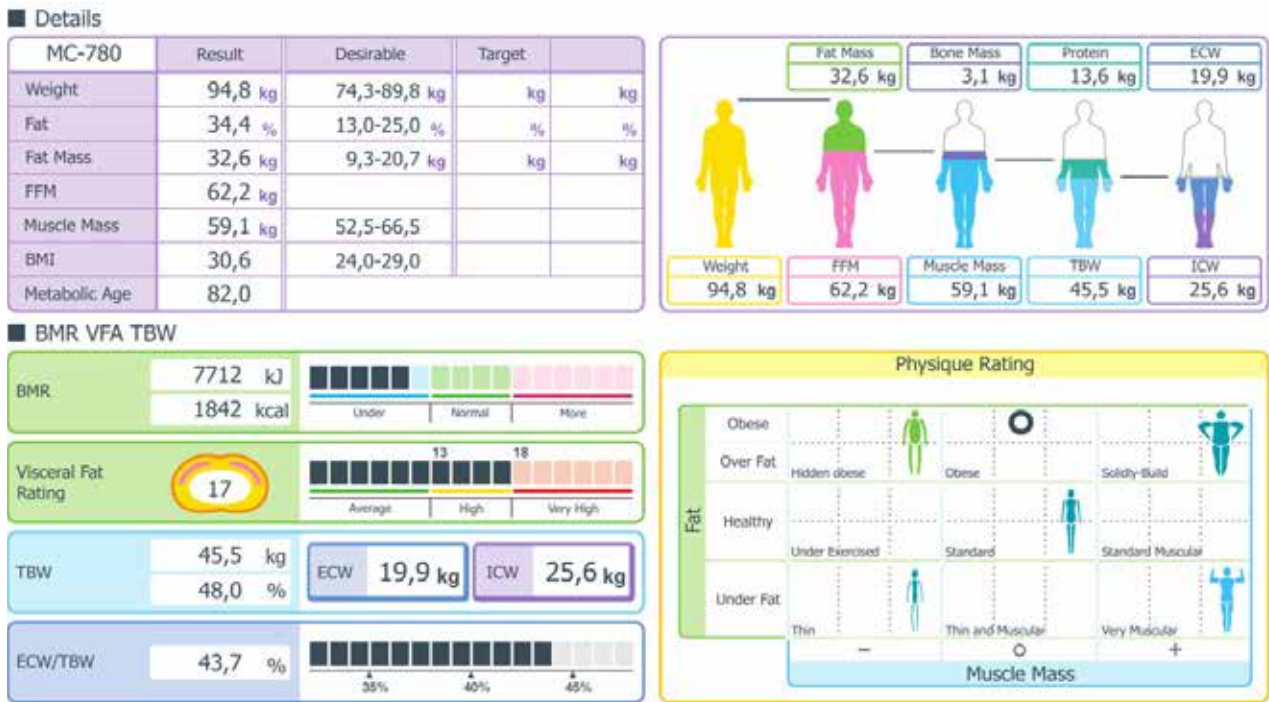 Details
MC-780 Result Desirable Target
Weight 94,8 kg 74,3-89,8 kg kg kg
Fat 34,4 % 13,0-25,0 % % %
Fat Mass 32,6 kg 9,3-20,7 kg kg kg
FFM 62,2 kg
Muscle Mass 59,1 kg 52,5-66,5
BMI 30,6 24,0-29,0
Metabolic Age 82,0
Fat Mass Bone Mass Protein ECW
32,6 kg 3,1 kg 13,6 kg 19,9 kg
Weight FFM Muscle Mass TBW ICW
94,8 kg 62,2 kg 59,1 kg 45,5 kg 25,6 kg
BMR VFA TBW
BMR
7712 kJ
1842 kcal
Under Normal More
Visceral Fat
Rating
17
13 18
Average High Very High
TBW
45,5 kg
48,0 %
ECW 19,9 kg ICW 25,6 kg
ECW/TBW 43,7 %
35% 40% 45%
Physique Rating
Fat
Obese
Over Fat
Hidden obese Obese Solidly-Build
Healthy
Under Exercised Standard Standard Muscular
Under Fat
Thin Thin and Muscular Very Muscular
− o +
Muscle Mass